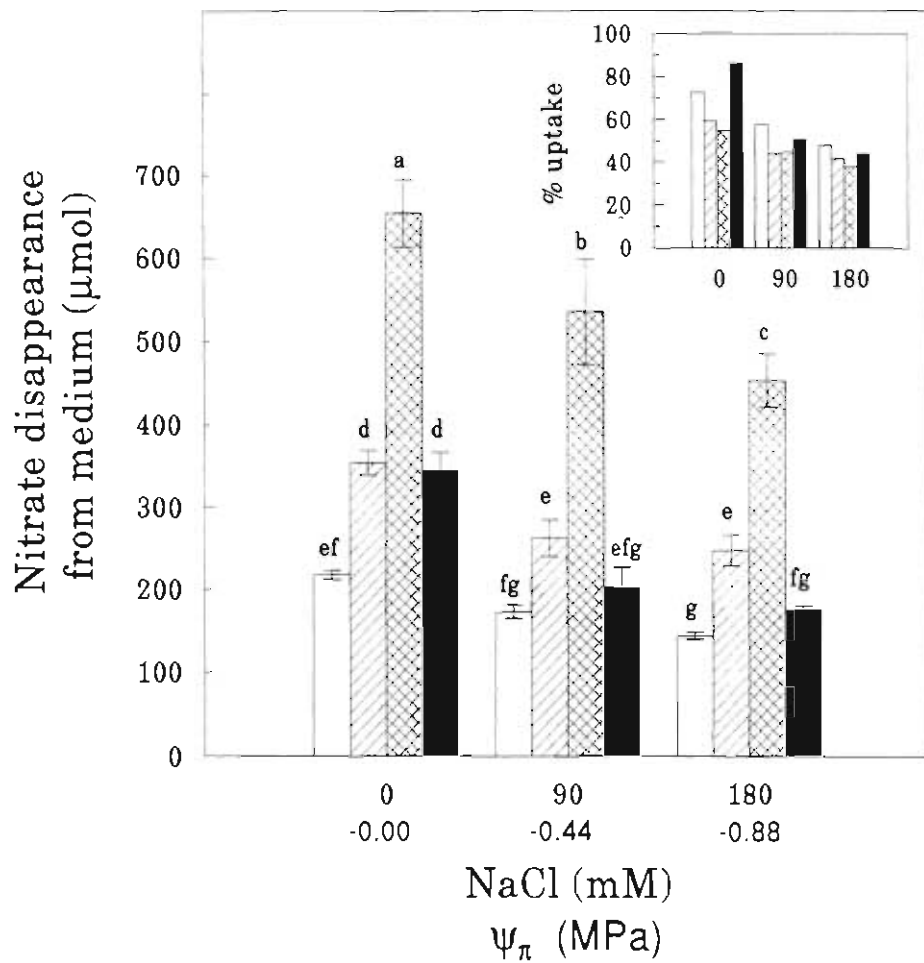 Nitrate disappearance
from medium (µmol)
700
600
500
400
300
200
100
0
ef
d
a
d
fg
e
b
efg
g
e
c
fg
% uptake
100
80
60
40
20
0
0 90 180
0 90 180
-0.00 -0.44 -0.88
NaCl (mM)
ψπ (MPa)